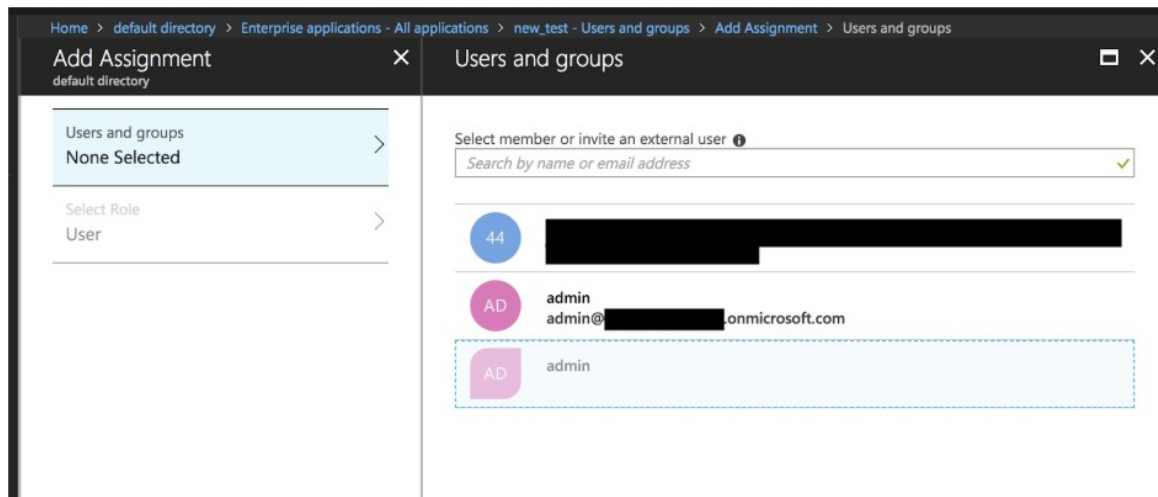 Home > default directory > Enterprise applications - All applications > new_test - Users and groups > Add Assignment > Users and groups
Add Assignment
default directory
Users and groups
None Selected
Select Role
User
Users and groups
Select member or invite an external user
Search by name or email address
44
AD
admin
admin@ .onmicrosoft.com
AD
admin